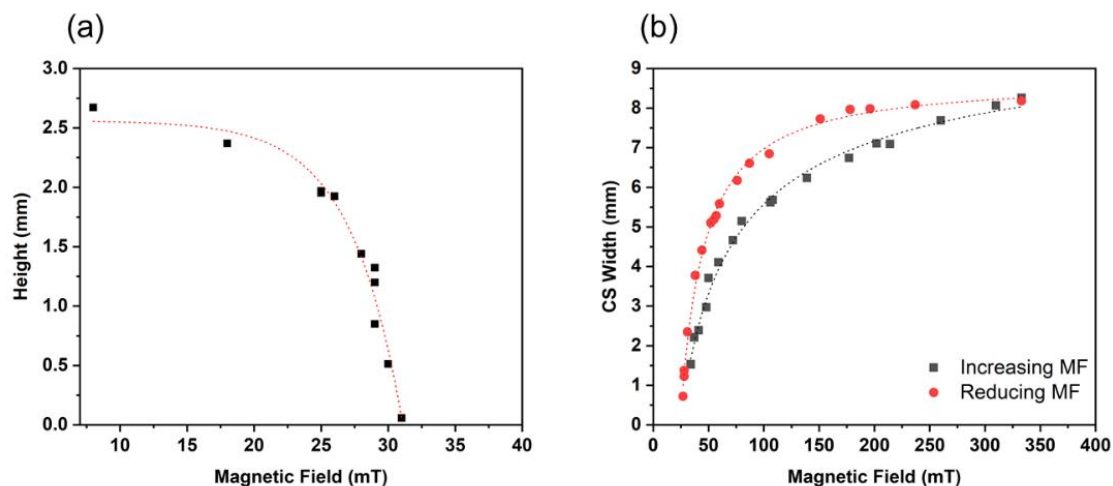 (a)
3.0
2.5
2.0
1.5
1.0
0.5
0.0
Height (mm)
10 15 20 25 30 35 40
Magnetic Field (mT)
(b)
9
8
7
6
5
4
3
2
1
0
CS Width (mm)
Increasing MF
Reducing MF
0 50 100 150 200 250 300 350 400
Magnetic Field (mT)